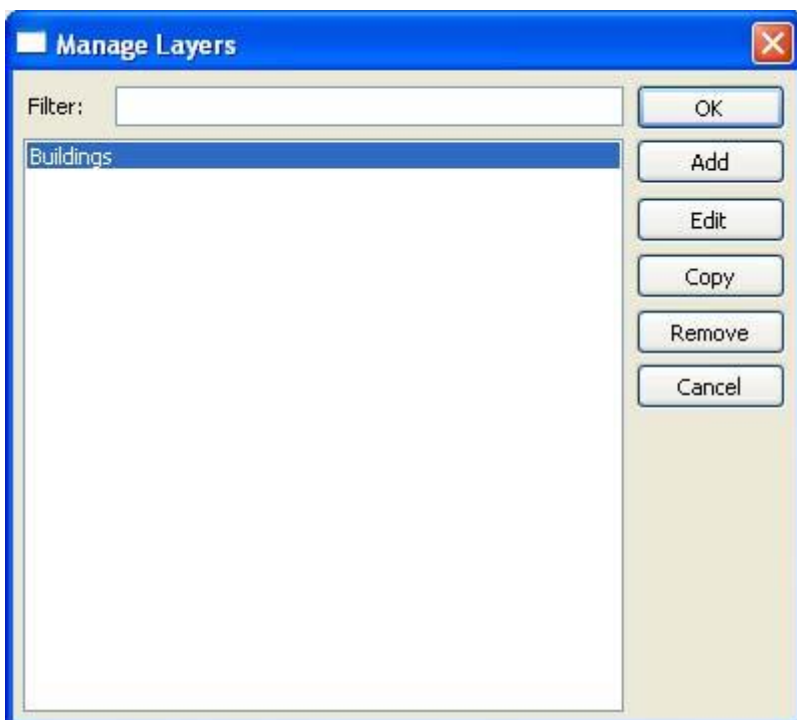 Manage Layers
Filter:
OK
Buildings
Add
Edit
Copy
Remove
Cancel